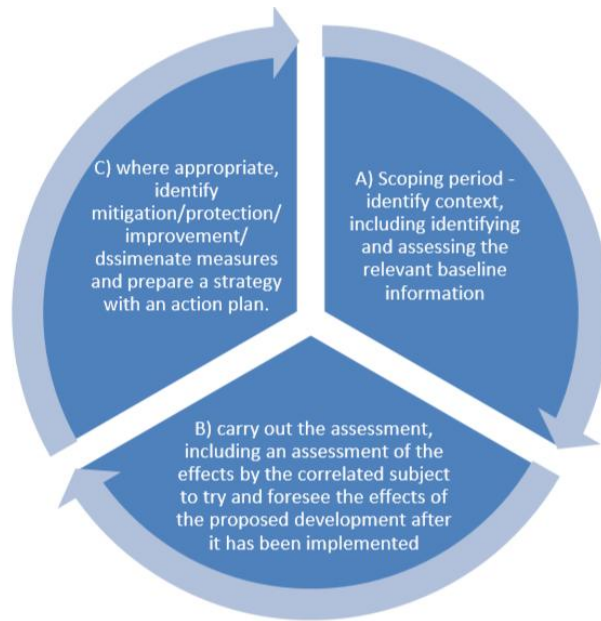 A) Scoping period -
identify context,
including identifying
and assessing the
relevant baseline
information
B) carry out the assessment,
including an assessment of the
effects by the correlated subject
to try and foresee the effects of
the proposed development after
it has been implemented
C) where appropriate,
identify
mitigation/protection/
improvement/
dssimenate measures
and prepare a strategy
with an action plan.